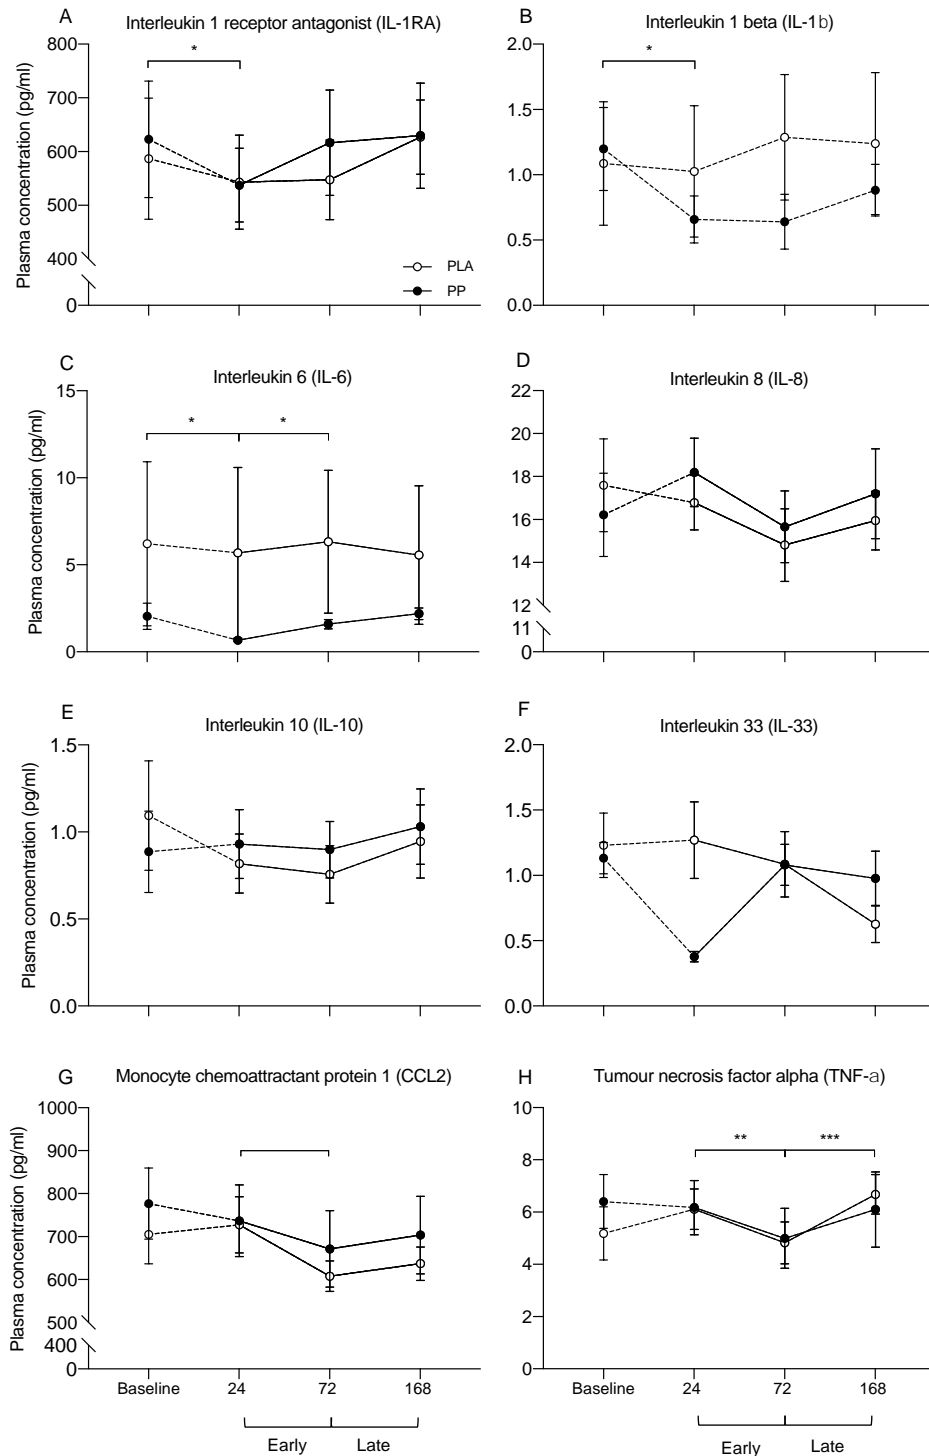 A
Interleukin 1 receptor antagonist (IL-1RA)
Plasma concentration (pg/ml)
800
700
600
500
400
0
*
PLA
PP
B
Interleukin 1 beta (IL-1b)
2.0
1.5
1.0
0.5
0.0
*
C
Interleukin 6 (IL-6)
Plasma concentration (pg/ml)
15
10
5
0
*
*
D
Interleukin 8 (IL-8)
22
20
18
16
14
12
11
0
E
Interleukin 10 (IL-10)
Plasma concentration (pg/ml)
1.5
1.0
0.5
0.0
F
Interleukin 33 (IL-33)
2.0
1.5
1.0
0.5
0.0
G
Monocyte chemoattractant protein 1 (CCL2)
Plasma concentration (pg/ml)
1000
900
800
700
600
500
400
0
Baseline 24 72 168
Early Late
H
Tumour necrosis factor alpha (TNF-a)
10
8
6
4
2
0
**
***
Baseline 24 72 168
Early Late